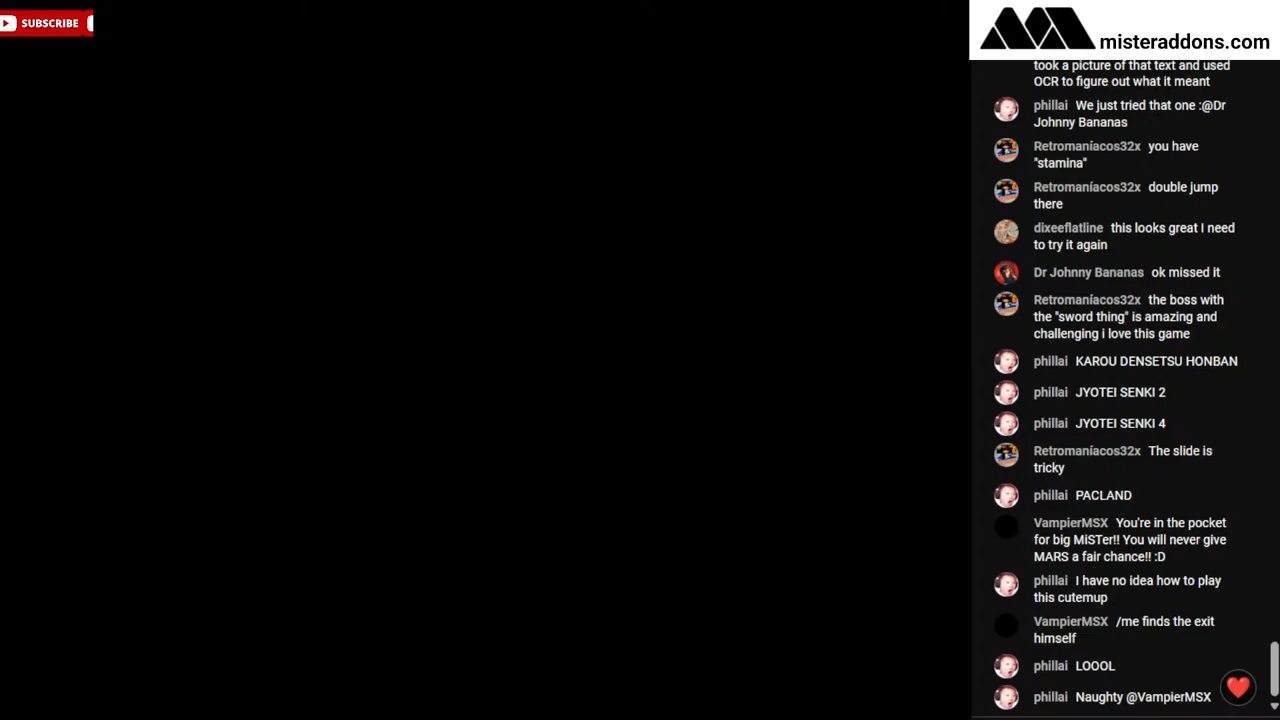 SUBSCRIBE
misteraddons.com
took a picture of that text and used
OCR to figure out what it meant
phillai We just tried that one :@Dr
Johnny Bananas
Retromaníacos32x you have
"stamina"
Retromaníacos32x double jump
there
dixeeflatline this looks great I need
to try it again
Dr Johnny Bananas ok missed it
Retromaníacos32x the boss with
the "sword thing" is amazing and
challenging i love this game
phillai KAROU DENSETSU HONBAN
phillai JYOTEI SENKI 2
phillai JYOTEI SENKI 4
Retromaníacos32x The slide is
tricky
phillai PACLAND
VampierMSX You're in the pocket
for big MiSTer!! You will never give
MARS a fair chance!! :D
phillai I have no idea how to play
this cutemup
VampierMSX /me finds the exit
himself
phillai LOOOL
phillai Naughty @VampierMSX